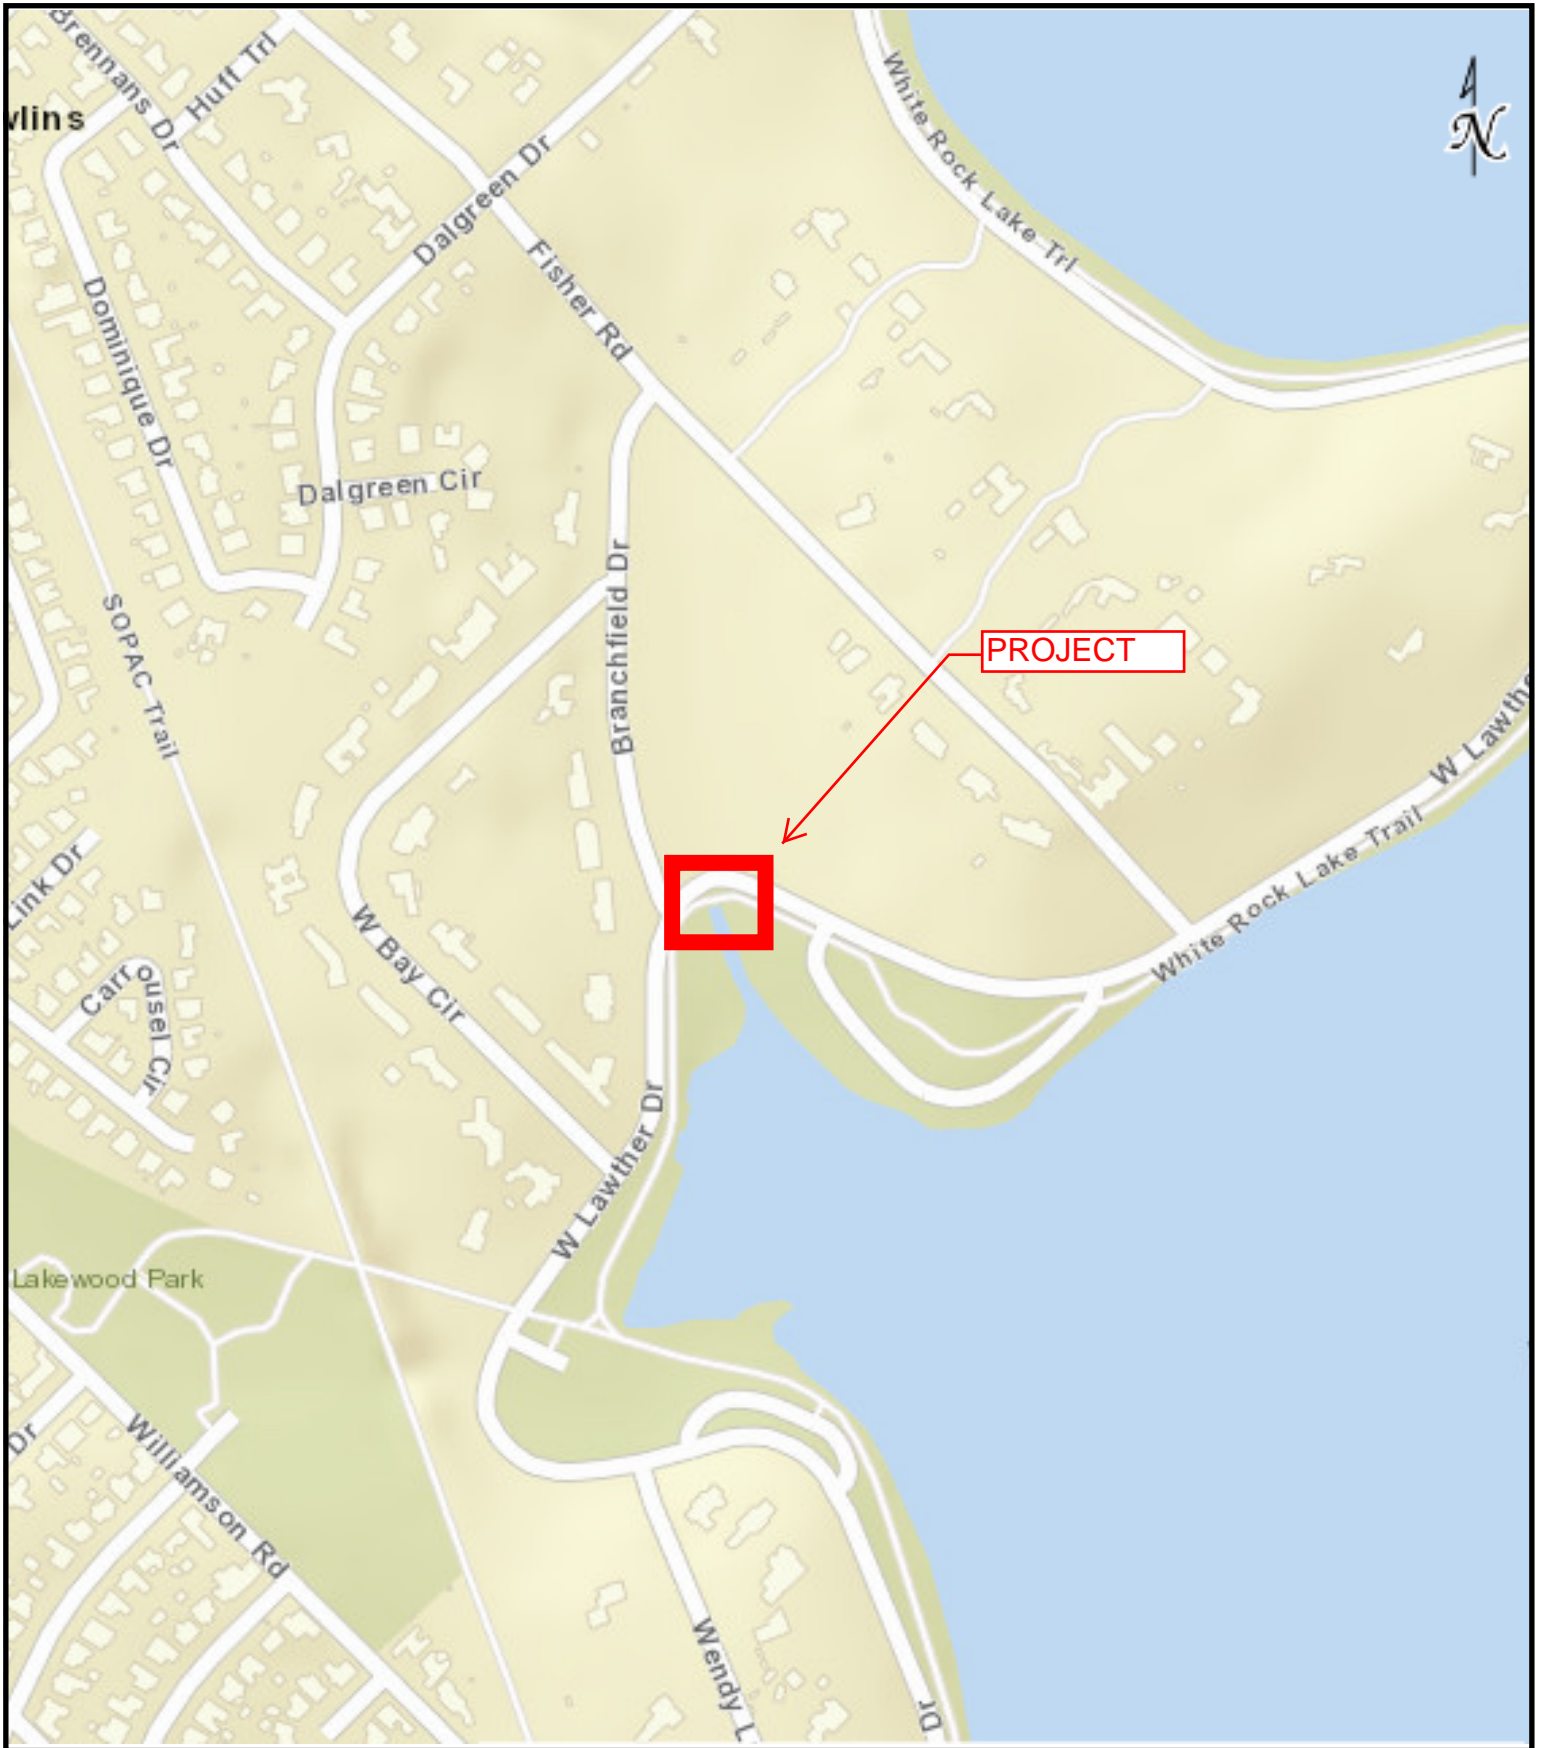 Brennans Dr
Huff Trl
wlins
White Rock Lake Trl
N
Dalgreen Dr
Fisher Rd
Dominique Dr
Dalgreen Cir
Branchfield Dr
SOPAC Trail
PROJECT
W Lawthe
White Rock Lake Trail
Link Dr
W Bay Cir
Carrousel Cir
W Lawther Dr
Lakewood Park
Dr
Williamson Rd
Wendy L
Dr